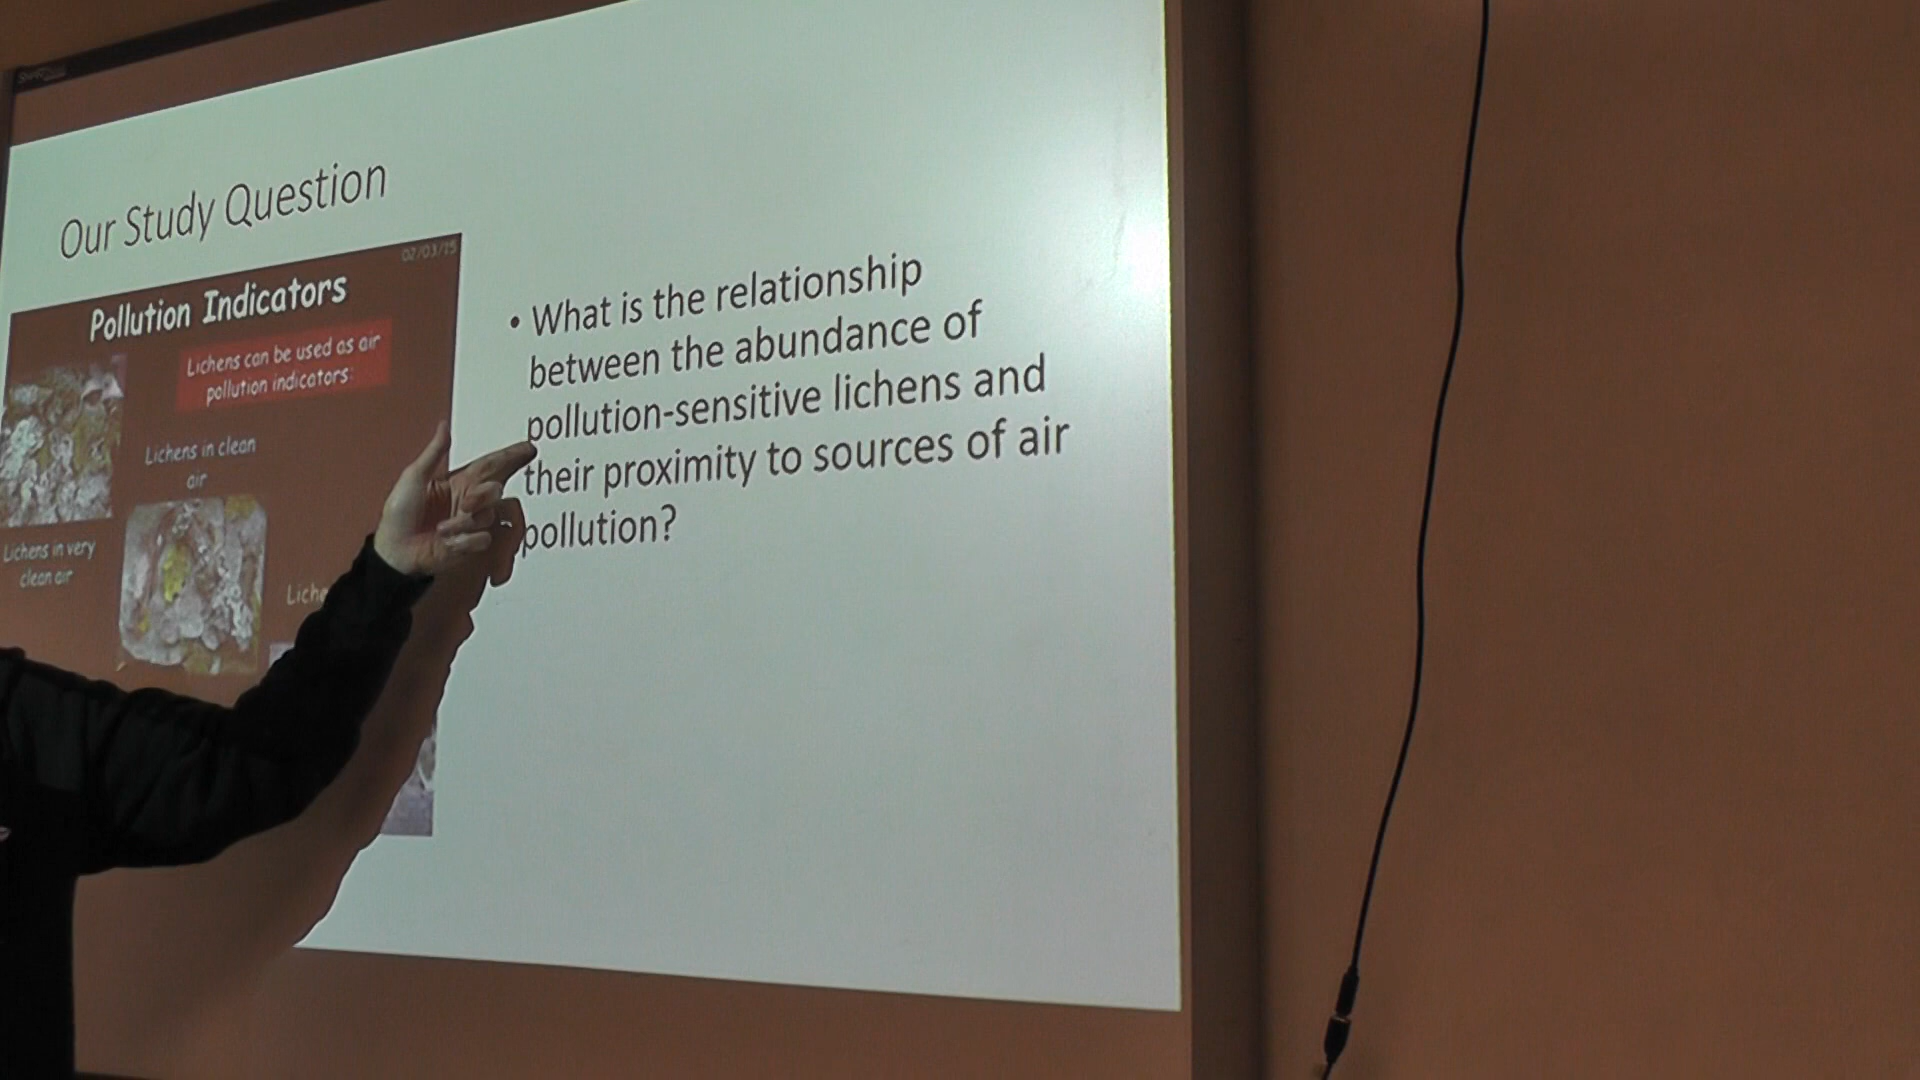 Our Study Question
02/03/15
Pollution Indicators
Lichens can be used as air
pollution indicators:
Lichens in clean
air
Lichens in very
clean air
• What is the relationship
between the abundance of
pollution-sensitive lichens and
their proximity to sources of air
pollution?